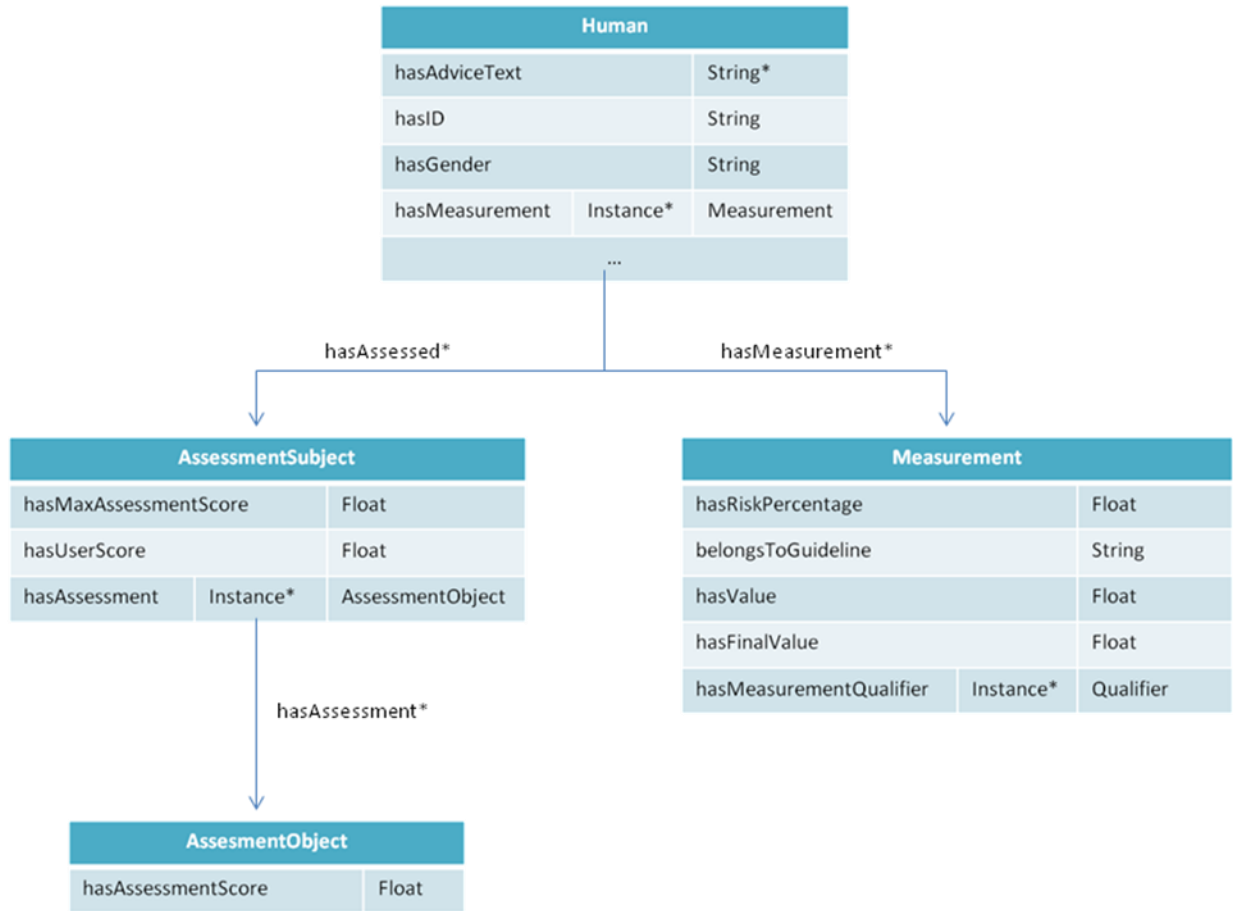 Human
hasAdviceText String*
hasID String
hasGender String
hasMeasurement Instance* Measurement
...
hasAssessed* hasMeasurement*
AssessmentSubject
hasMaxAssessmentScore Float
hasUserScore Float
hasAssessment Instance* AssessmentObject
Measurement
hasRiskPercentage Float
belongsToGuideline String
hasValue Float
hasFinalValue Float
hasMeasurementQualifier Instance* Qualifier
hasAssessment*
AssesmentObject
hasAssessmentScore Float